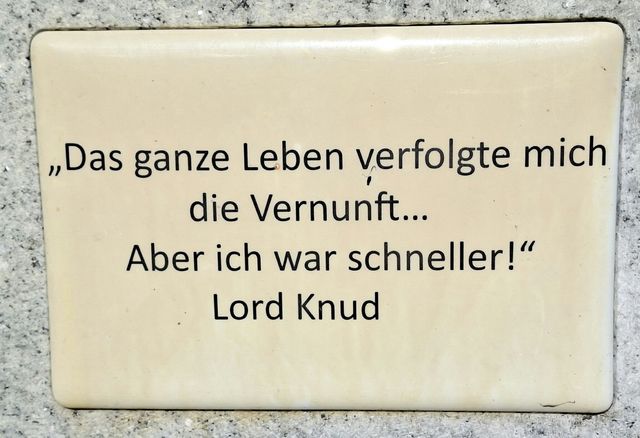 „Das ganze Leben verfolgte mich
die Vernunft...
Aber ich war schneller!“
Lord Knud